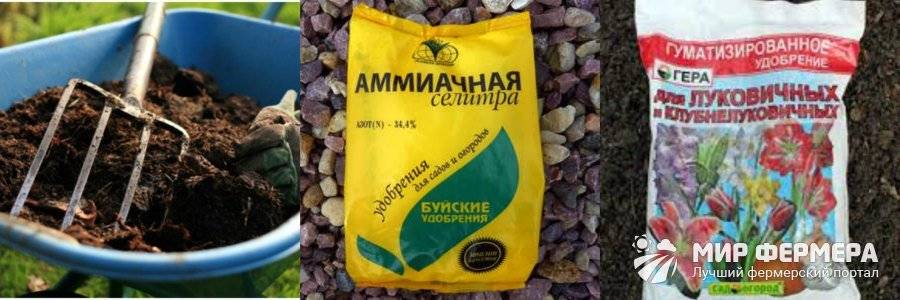 АММИАЧНАЯ
селитра
АЗОТ(N) - 34,4%
удобрения
для садов и огородов
БУЙСКИЕ
УДОБРЕНИЯ
ГУМАТИЗИРОВАННОЕ
УДОБРЕНИЕ
ГЕРА
для ЛУКОВИЧНЫХ
и КЛУБНЕЛУКОВИЧНЫХ
МИР ФЕРМЕРА
Лучший фермерский портал